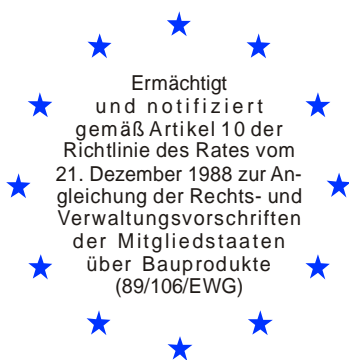 Ermächtigt
und notifiziert
gemäß Artikel 10 der
Richtlinie des Rates vom
21. Dezember 1988 zur An-
gleichung der Rechts- und
Verwaltungsvorschriften
der Mitgliedstaaten
über Bauprodukte
(89/106/EWG)